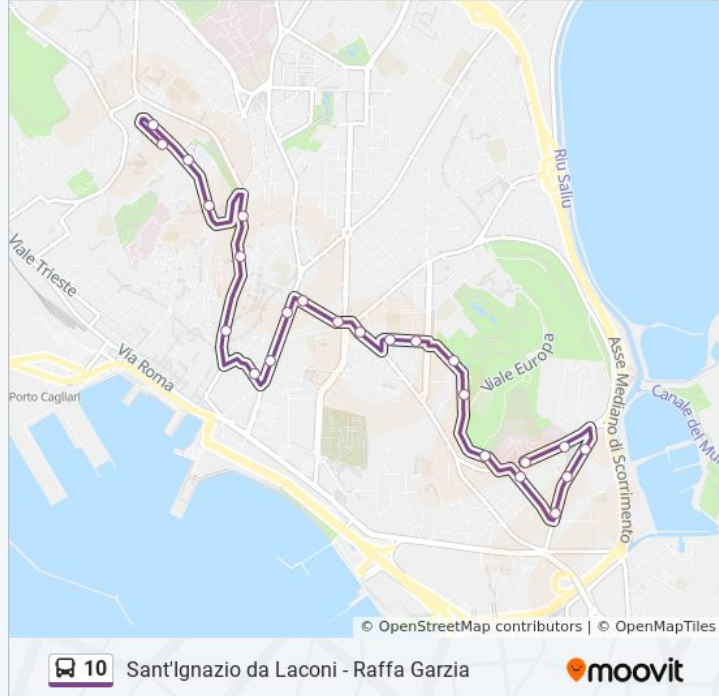 Riu Saliu
Viale Trieste
Via Roma
Viale Europa
Porto Cagliari
Asse Mediano di Scorrimento
Canale dei Mu
© OpenStreetMap contributors | © OpenMapTiles
10 Sant'Ignazio da Laconi - Raffa Garzia
moovit